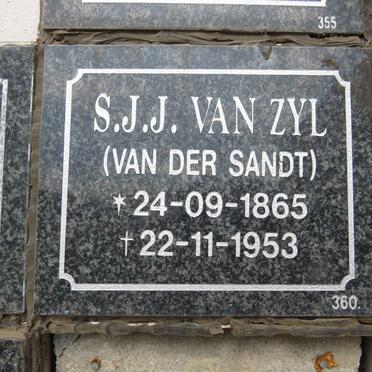 355
S.J.J. VAN ZYL
(VAN DER SANDT)
* 24-09-1865
† 22-11-1953
360.